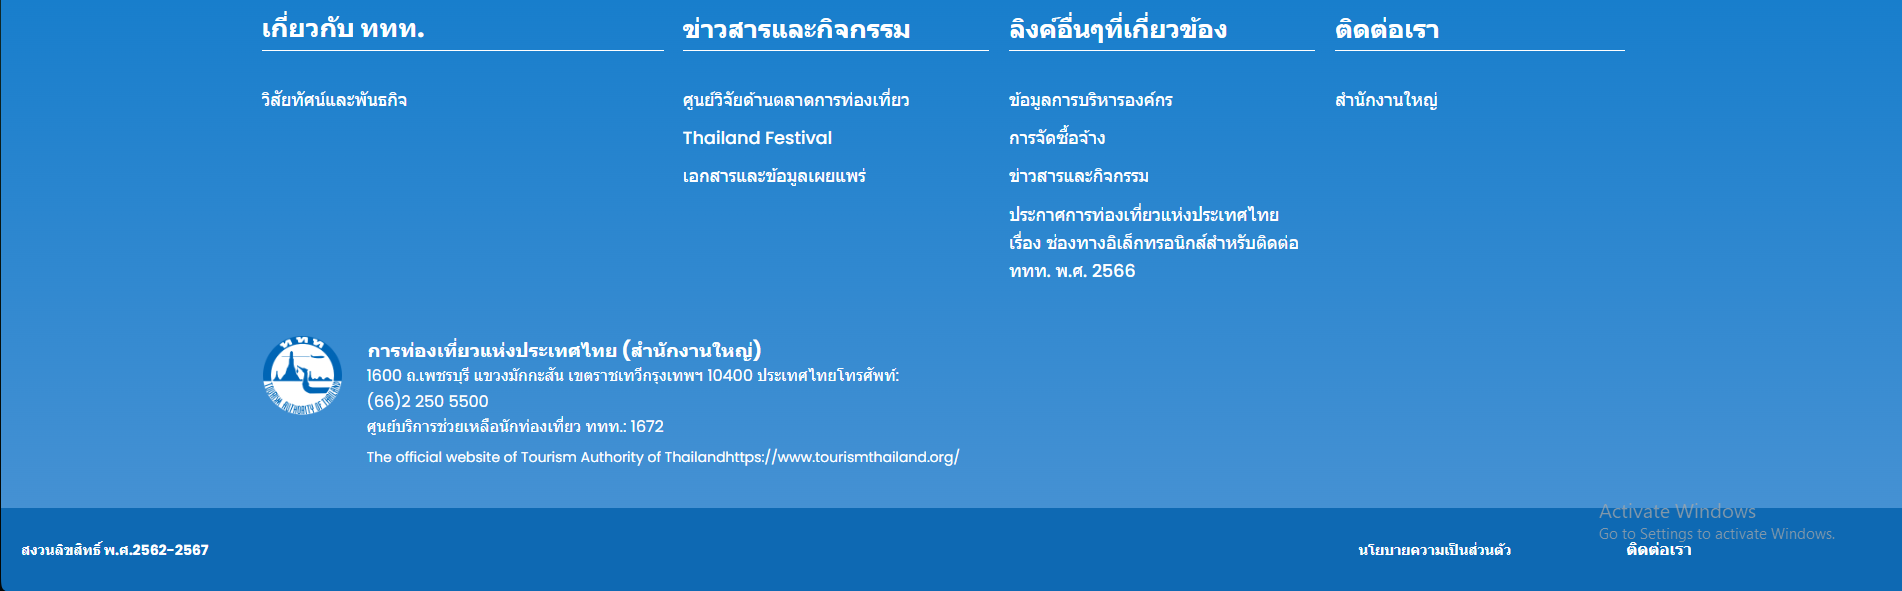 เกี่ยวกับ ททท.
วิสัยทัศน์และพันธกิจ
ข่าวสารและกิจกรรม
ศูนย์วิจัยด้านตลาดการท่องเที่ยว
Thailand Festival
เอกสารและข้อมูลเผยแพร่
ลิงค์อื่นๆที่เกี่ยวข้อง
ข้อมูลการบริหารองค์กร
การจัดซื้อจ้าง
ข่าวสารและกิจกรรม
ประกาศการท่องเที่ยวแห่งประเทศไทย
เรื่อง ช่องทางอิเล็กทรอนิกส์สำหรับติดต่อ
ททท. พ.ศ. 2566
ติดต่อเรา
สำนักงานใหญ่
ททท
TOURISM AUTHORITY OF THAILAND
การท่องเที่ยวแห่งประเทศไทย (สำนักงานใหญ่)
1600 ถ.เพชรบุรี แขวงมักกะสัน เขตราชเทวีกรุงเทพฯ 10400 ประเทศไทยโทรศัพท์:
(66)2 250 5500
ศูนย์บริการช่วยเหลือนักท่องเที่ยว ททท.: 1672
The official website of Tourism Authority of Thailandhttps://www.tourismthailand.org/
Activate Windows
Go to Settings to activate Windows.
สงวนลิขสิทธิ์ พ.ศ.2562-2567
นโยบายความเป็นส่วนตัว
ติดต่อเรา